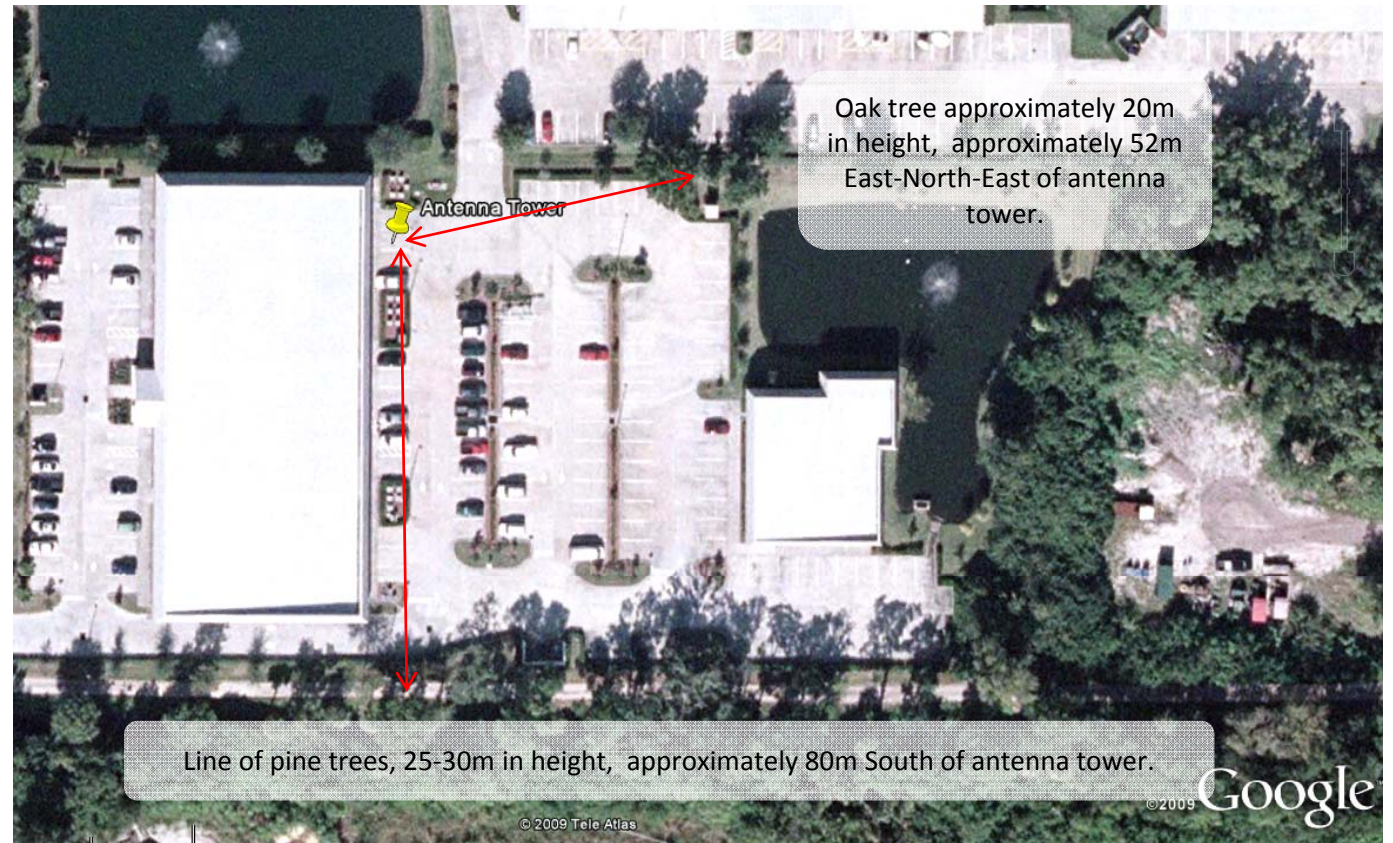 Oak tree approximately 20m
in height, approximately 52m
East-North-East of antenna
tower.
Antenna Tower
Line of pine trees, 25-30m in height, approximately 80m South of antenna tower.
©2009 Google
© 2009 Tele Atlas